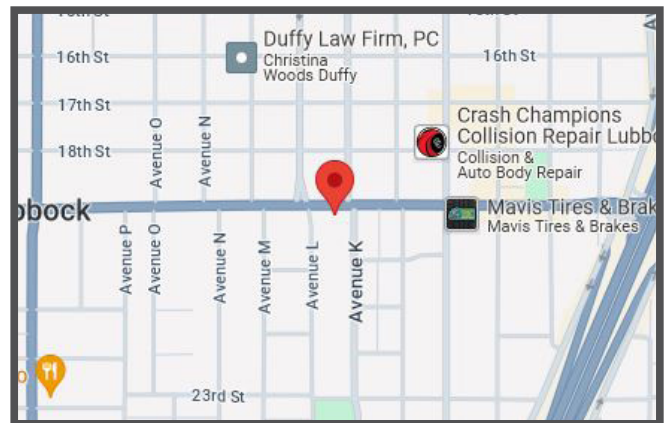 16th St
Duffy Law Firm, PC
Christina
Woods Duffy
16th St
17th St
18th St
Crash Champions
Collision Repair Lubbo
Collision &
Auto Body Repair
Avenue O
Avenue N
bbock
Mavis Tires & Brak
Mavis Tires & Brakes
Avenue P
Avenue O
Avenue N
Avenue M
Avenue L
Avenue K
23rd St